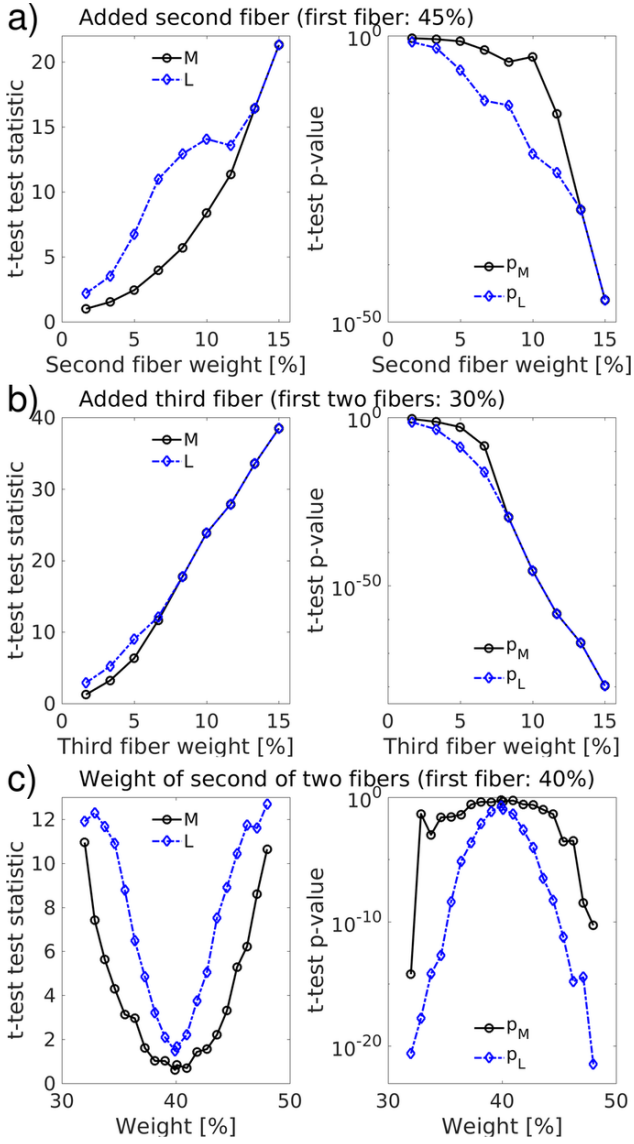 a) Added second fiber (first fiber: 45%)
t-test test statistic
20
15
10
5
0
M
L
0 5 10 15
Second fiber weight [%]
t-test p-value
10^0
10^-50
p_M
p_L
0 5 10 15
Second fiber weight [%]
b) Added third fiber (first two fibers: 30%)
t-test test statistic
40
30
20
10
0
M
L
0 5 10 15
Third fiber weight [%]
t-test p-value
10^0
10^-50
p_M
p_L
0 5 10 15
Third fiber weight [%]
c) Weight of second of two fibers (first fiber: 40%)
t-test test statistic
12
10
8
6
4
2
0
M
L
30 40 50
Weight [%]
t-test p-value
10^0
10^-10
10^-20
p_M
p_L
30 40 50
Weight [%]